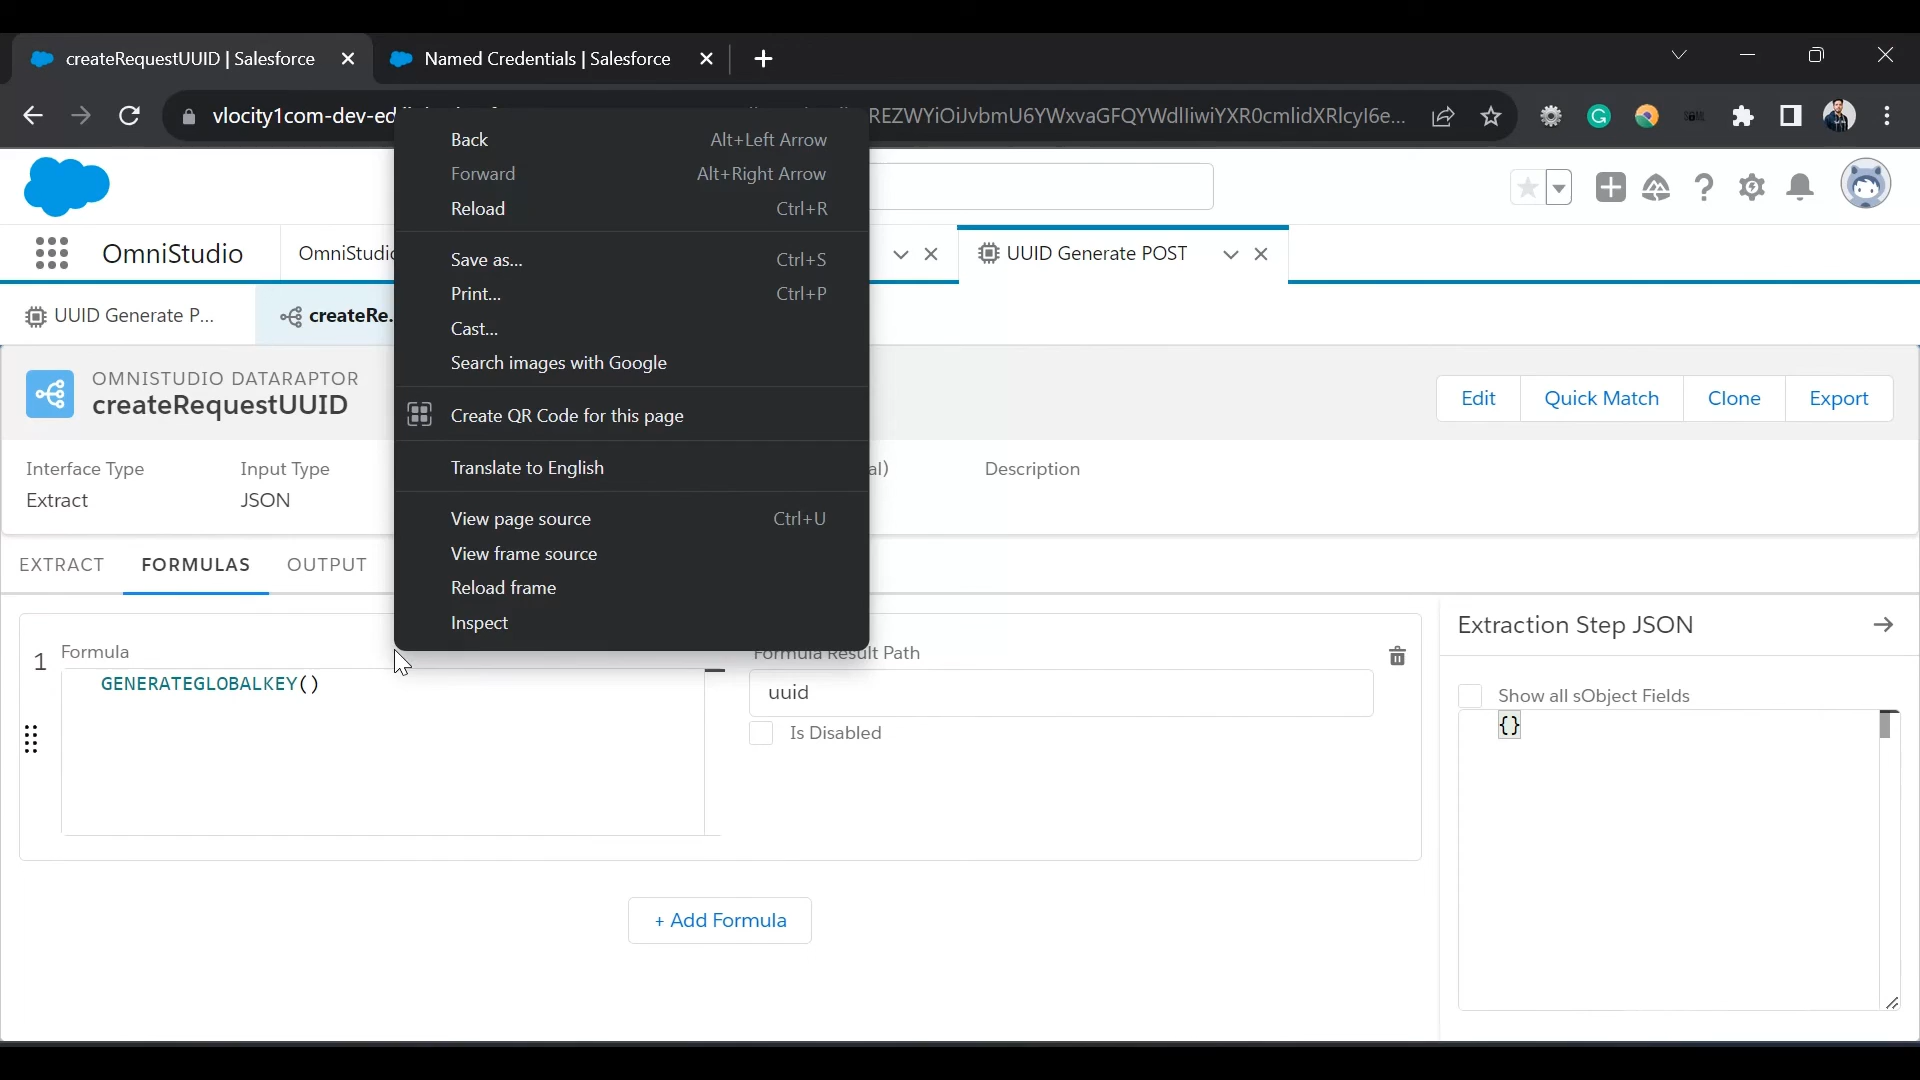 createRequestUUID | Salesforce
Named Credentials | Salesforce
vlocity1com-dev-ed
REZWYiOiJvbmU6YWxvaGFQYWdlIiwiYXR0cmlidXRlcyI6e...
Back Alt+Left Arrow
Forward Alt+Right Arrow
Reload Ctrl+R
Save as... Ctrl+S
Print... Ctrl+P
Cast...
Search images with Google
Create QR Code for this page
Translate to English
View page source Ctrl+U
View frame source
Reload frame
Inspect
OmniStudio
OmniStudio
UUID Generate POST
UUID Generate P...
createRe.
OMNISTUDIO DATARAPTOR
createRequestUUID
Edit
Quick Match
Clone
Export
Interface Type
Extract
Input Type
JSON
al)
Description
EXTRACT
FORMULAS
OUTPUT
1
Formula
GENERATEGLOBALKEY()
Formula Result Path
uuid
Is Disabled
+ Add Formula
Extraction Step JSON
Show all sObject Fields
{}